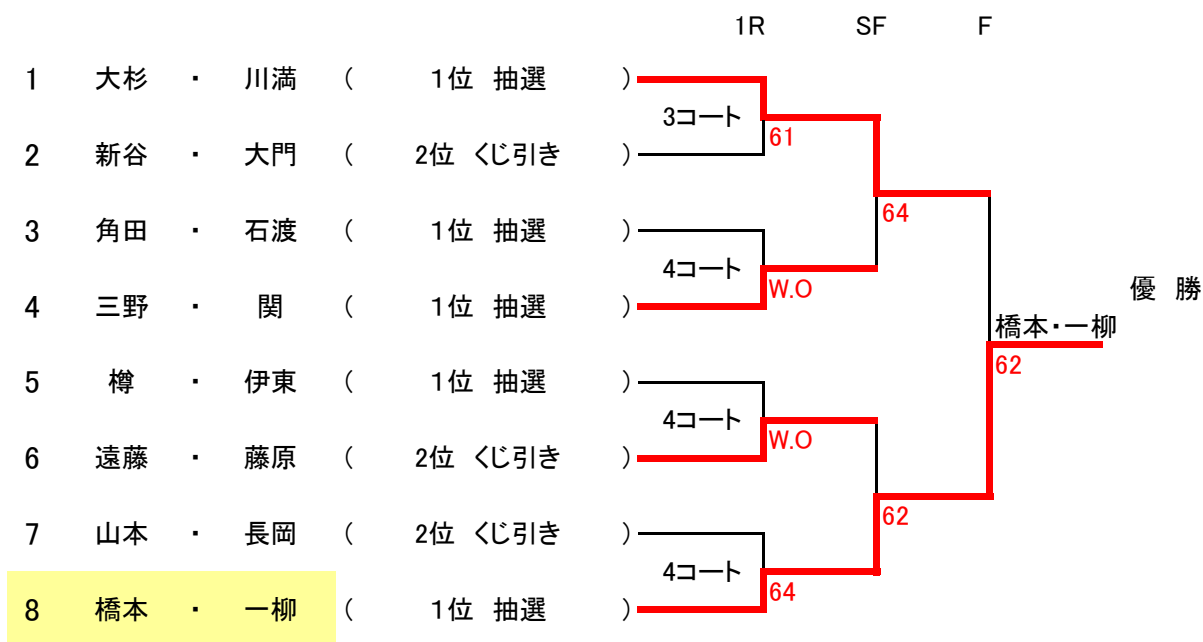 1R SF F
1 大杉 ・ 川満 ( 1位 抽選 )
3コート
61
2 新谷 ・ 大門 ( 2位 くじ引き )
64
3 角田 ・ 石渡 ( 1位 抽選 )
4コート
W.O
4 三野 ・ 関 ( 1位 抽選 )
優 勝
橋本・一柳
62
5 樽 ・ 伊東 ( 1位 抽選 )
4コート
W.O
6 遠藤 ・ 藤原 ( 2位 くじ引き )
62
7 山本 ・ 長岡 ( 2位 くじ引き )
4コート
64
8 橋本 ・ 一柳 ( 1位 抽選 )